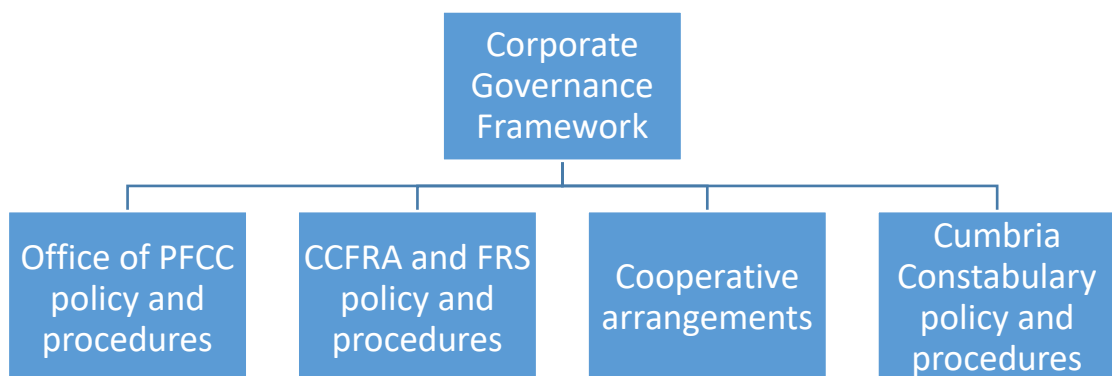 Corporate
Governance
Framework
Office of PFCC
policy and
procedures
CCFRA and FRS
policy and
procedures
Cooperative
arrangements
Cumbria
Constabulary
policy and
procedures